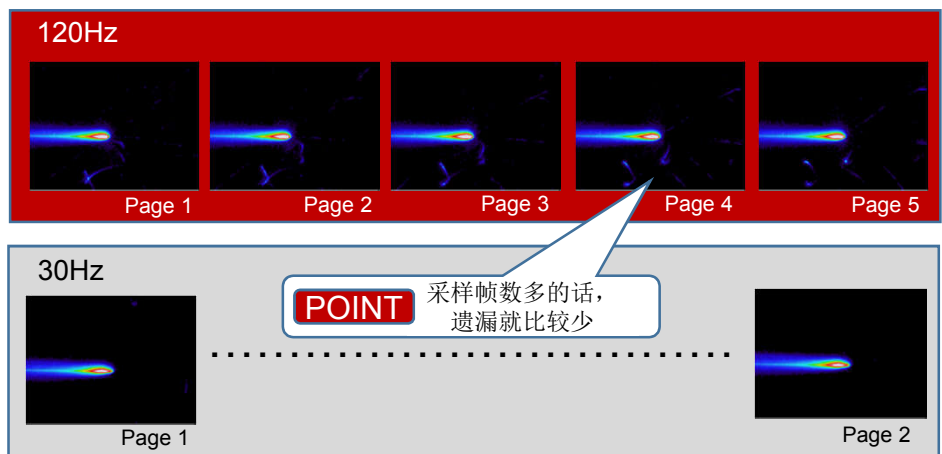 120Hz
Page 1
Page 2
Page 3
Page 4
Page 5
30Hz
POINT
采样帧数多的话，
遗漏就比较少
Page 1
Page 2